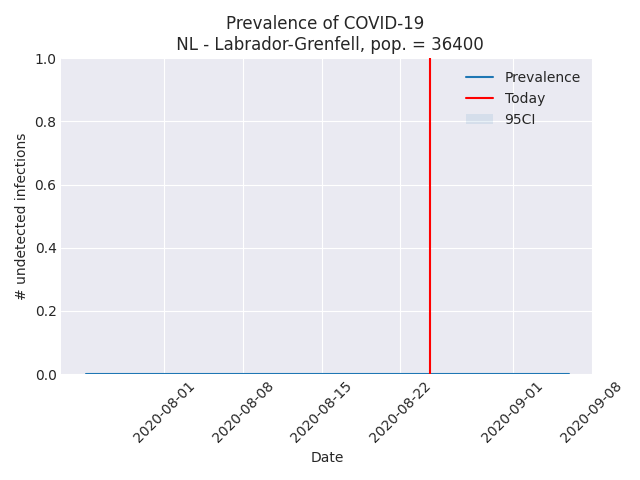 Prevalence of COVID-19
NL - Labrador-Grenfell, pop. = 36400
Prevalence
Today
95CI
# undetected infections
1.0
0.8
0.6
0.4
0.2
0.0
2020-08-01
2020-08-08
2020-08-15
2020-08-22
2020-09-01
2020-09-08
Date